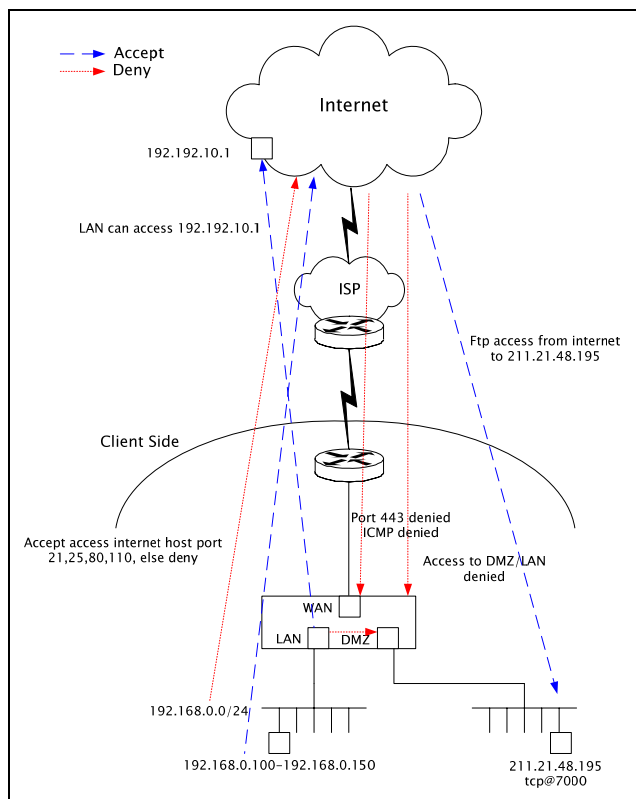 Accept
Deny
Internet
192.192.10.1
LAN can access 192.192.10.1
ISP
Ftp access from internet
to 211.21.48.195
Client Side
Port 443 denied
ICMP denied
Accept access internet host port
21,25,80,110, else deny
Access to DMZ/LAN
denied
WAN
LAN
DMZ
192.168.0.0/24
192.168.0.100-192.168.0.150
211.21.48.195
tcp@7000